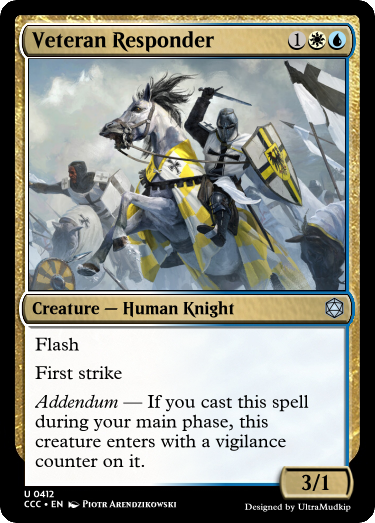 Veteran Responder 1
Creature — Human Knight
Flash
First strike
Addendum — If you cast this spell
during your main phase, this
creature enters with a vigilance
counter on it.
3/1
U 0412
CCC • EN Piotr Arendzikowski
Designed by UltraMudkip